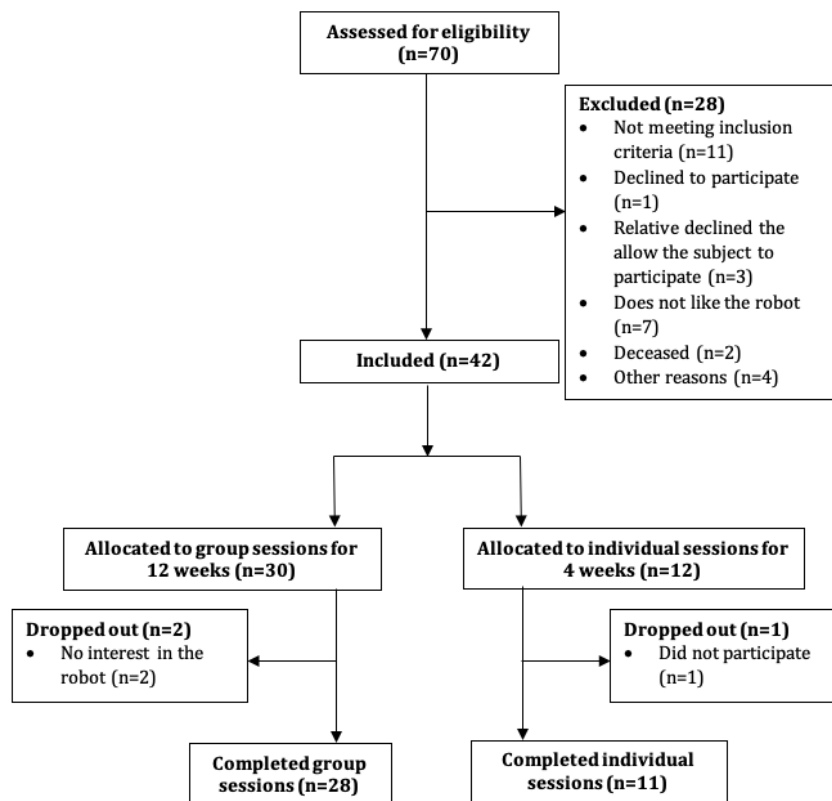 Assessed for eligibility
(n=70)
Excluded (n=28)
• Not meeting inclusion
criteria (n=11)
• Declined to participate
(n=1)
• Relative declined the
allow the subject to
participate (n=3)
• Does not like the robot
(n=7)
• Deceased (n=2)
• Other reasons (n=4)
Included (n=42)
Allocated to group sessions for
12 weeks (n=30)
Allocated to individual sessions for
4 weeks (n=12)
Dropped out (n=2)
• No interest in the
robot (n=2)
Dropped out (n=1)
• Did not participate
(n=1)
Completed group
sessions (n=28)
Completed individual
sessions (n=11)